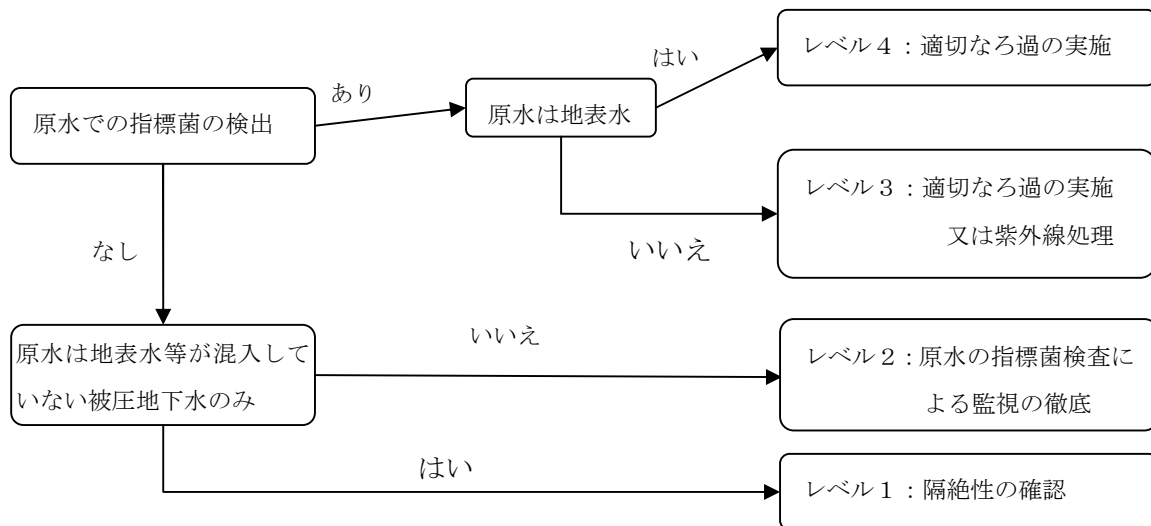 レベル４：適切なろ過の実施
はい
あり
原水での指標菌の検出
原水は地表水
レベル３：適切なろ過の実施
又は紫外線処理
いいえ
なし
いいえ
原水は地表水等が混入して
いない被圧地下水のみ
レベル２：原水の指標菌検査に
よる監視の徹底
はい
レベル１：隔絶性の確認